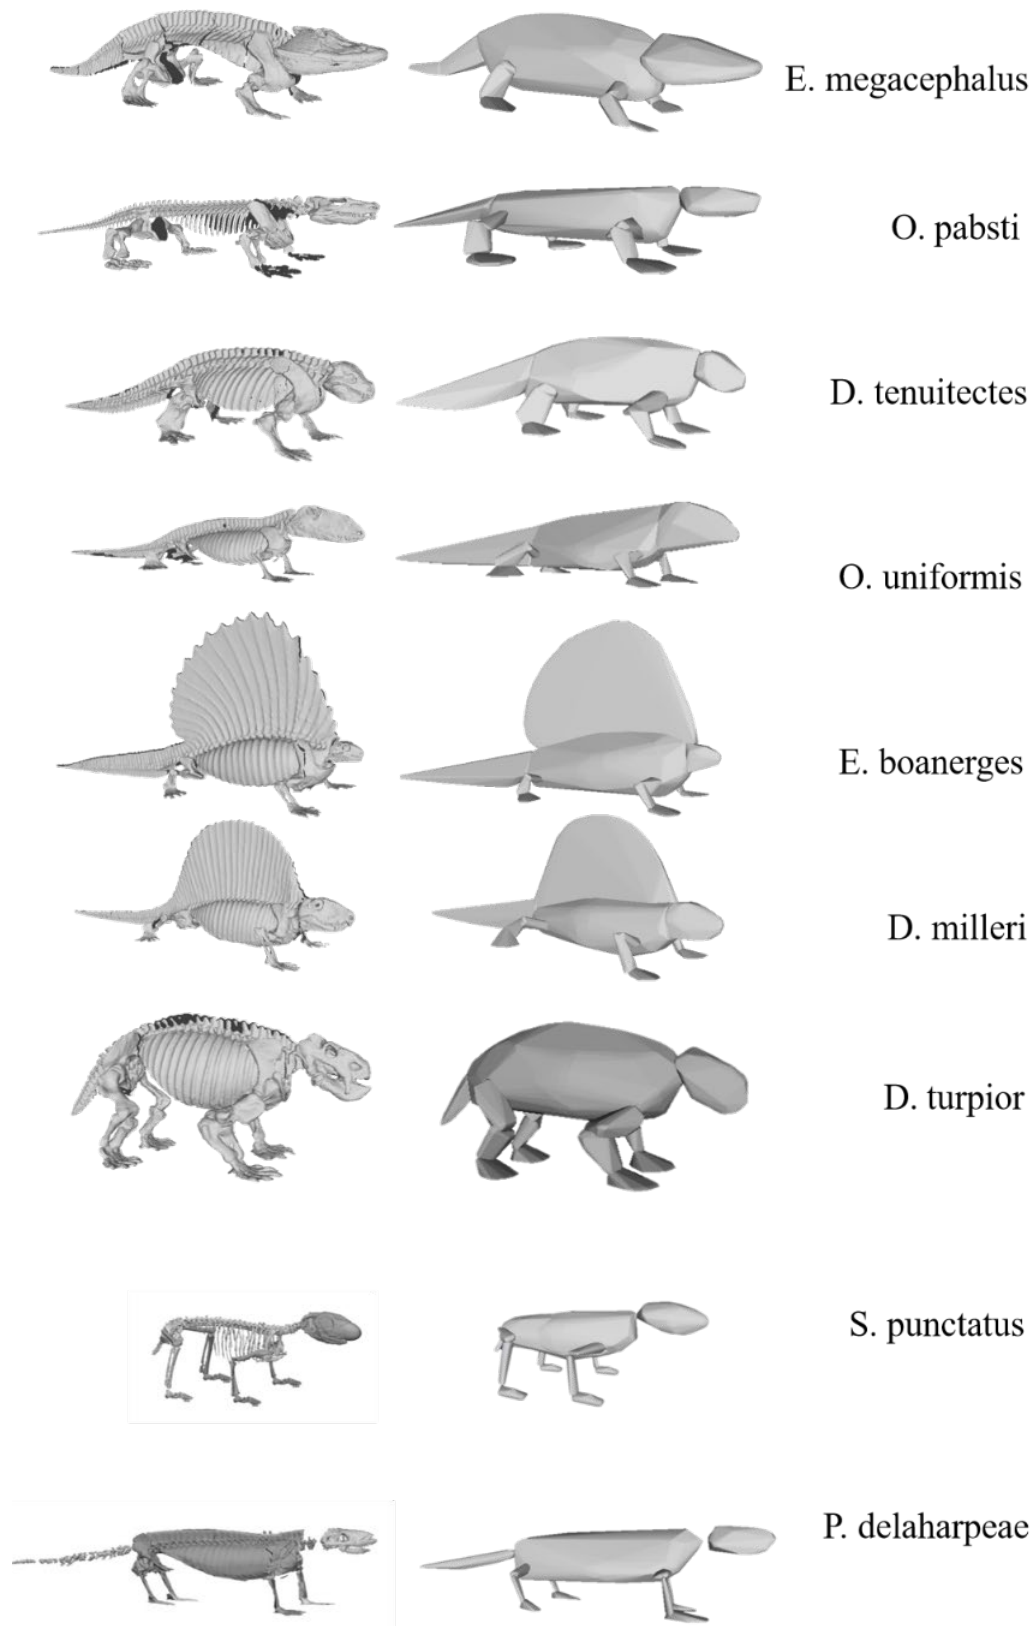 E. megacephalus
O. pabsti
D. tenuitectes
O. uniformis
E. boanerges
D. milleri
D. turpior
S. punctatus
P. delaharpeae